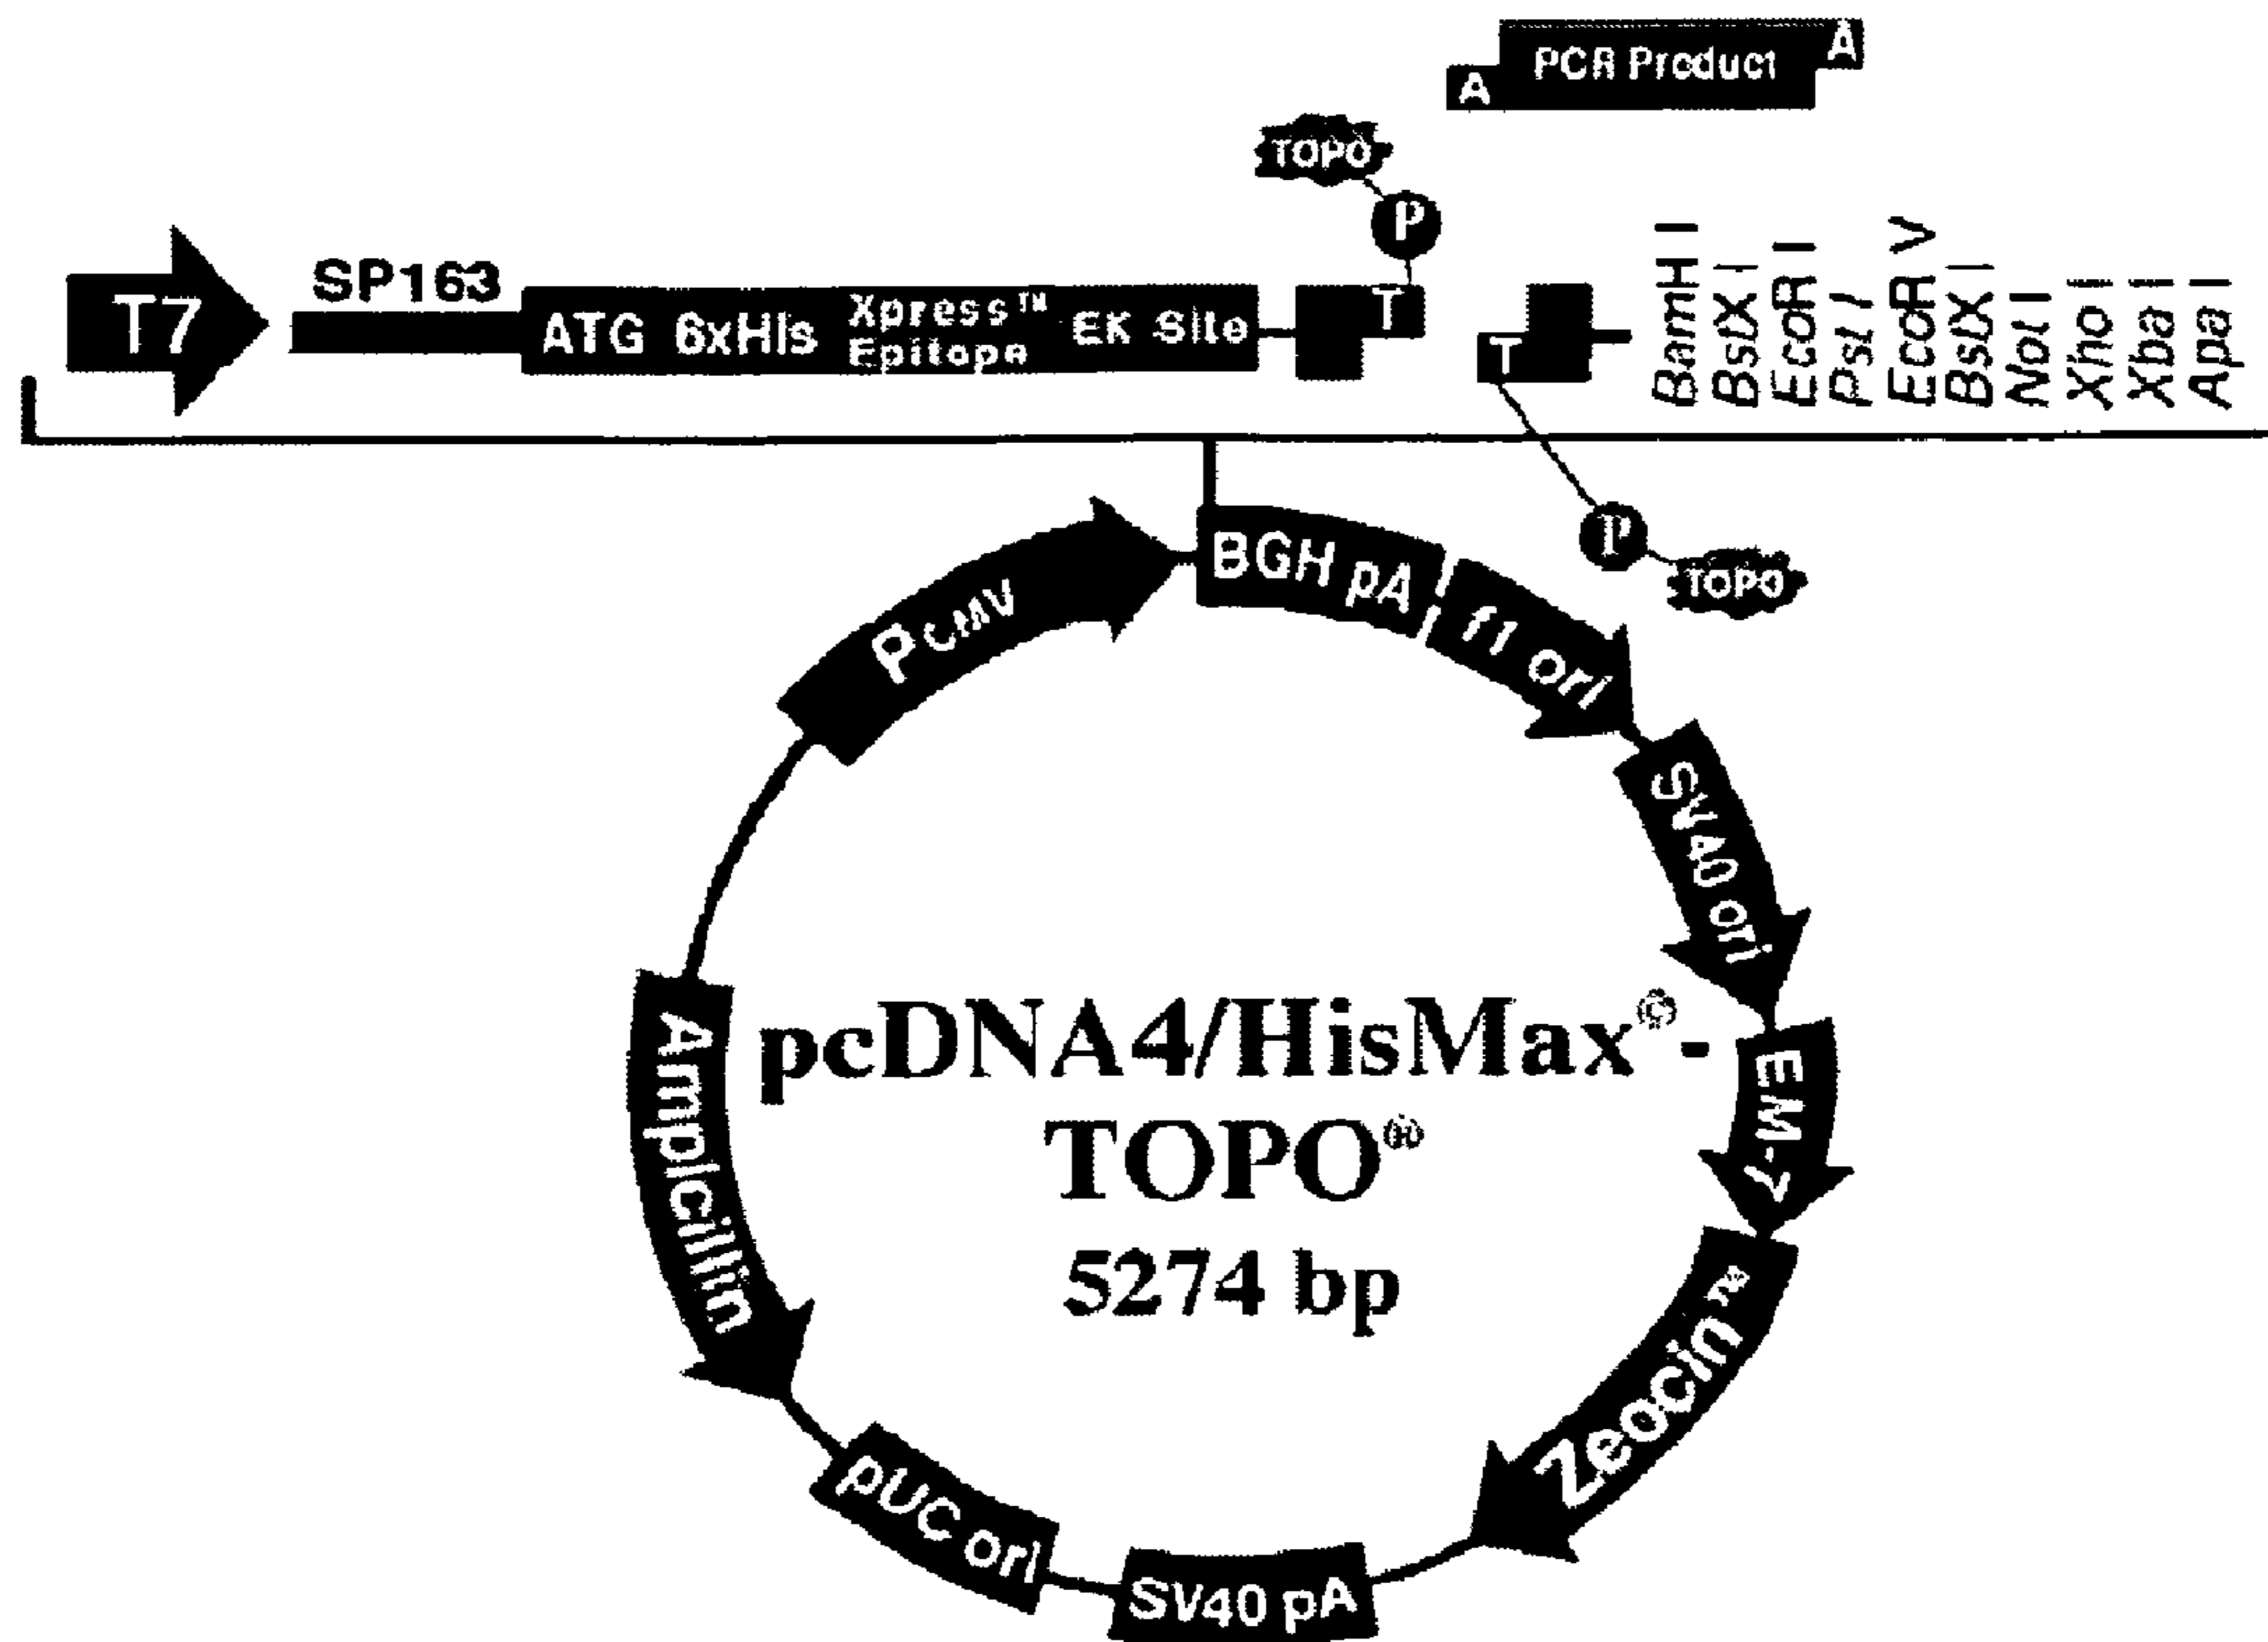 PCR Product
A
A
TOPO
P
T7
SP163
ATG 6xHis Xpress™ Epitope EK Site
T
T
BamH I
BstX I
EcoR I
Pst I
EcoR V
BstX I
Not I
Xho I
Xba I
Apa I
P
TOPO
PCMV
BGH pA
f1 ori
SV40 ori
EM-7
Zeocin™
SV40 pA
pUC ori
Ampicillin
pcDNA4/HisMax©-
TOPO®
5274 bp